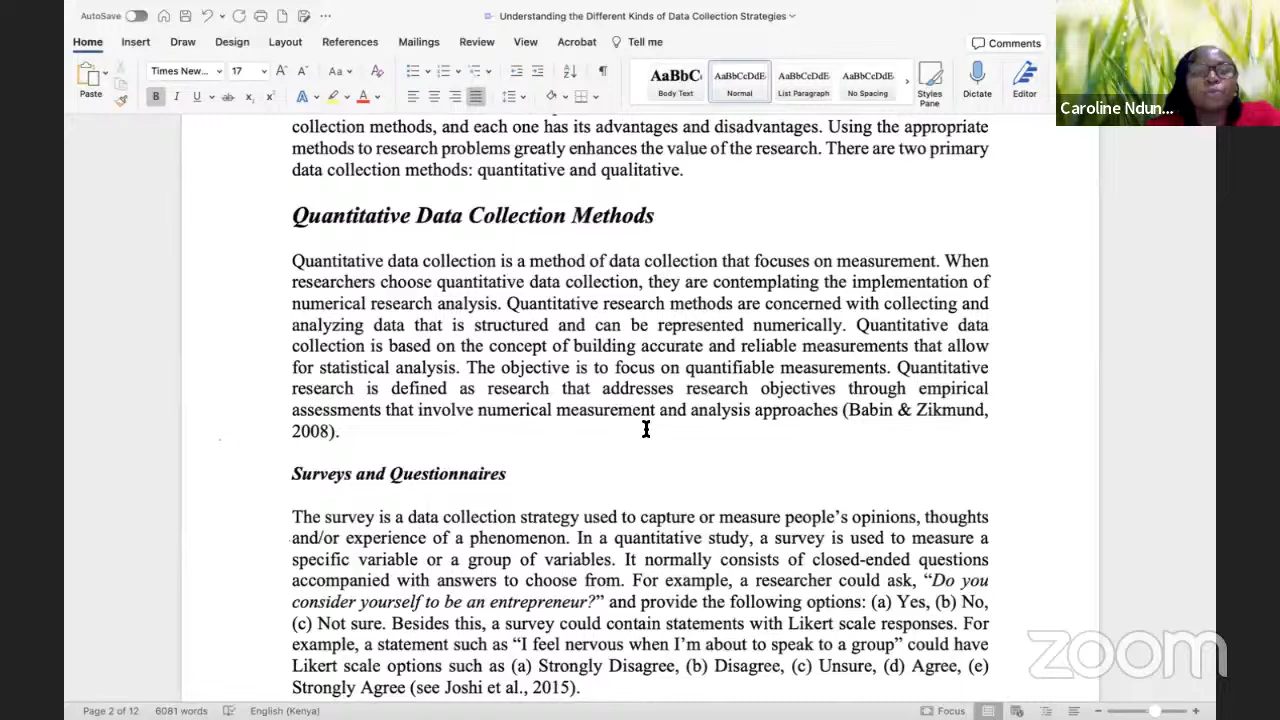 AutoSave
Understanding the Different Kinds of Data Collection Strategies
Home Insert Draw Design Layout References Mailings Review View Acrobat Tell me
Comments
Paste
Times New... 17
Aa
B I U ab x₂ x² A A
AaBbC
Body Text
AaBbCcDdE
Normal
AaBbCcDdE
List Paragraph
AaBbCcDdE
No Spacing
Styles
Pane
Dictate
Editor
Caroline Ndun...
collection methods, and each one has its advantages and disadvantages. Using the appropriate
methods to research problems greatly enhances the value of the research. There are two primary
data collection methods: quantitative and qualitative.
Quantitative Data Collection Methods
Quantitative data collection is a method of data collection that focuses on measurement. When
researchers choose quantitative data collection, they are contemplating the implementation of
numerical research analysis. Quantitative research methods are concerned with collecting and
analyzing data that is structured and can be represented numerically. Quantitative data
collection is based on the concept of building accurate and reliable measurements that allow
for statistical analysis. The objective is to focus on quantifiable measurements. Quantitative
research is defined as research that addresses research objectives through empirical
assessments that involve numerical measurement and analysis approaches (Babin & Zikmund,
2008).
Surveys and Questionnaires
The survey is a data collection strategy used to capture or measure people's opinions, thoughts
and/or experience of a phenomenon. In a quantitative study, a survey is used to measure a
specific variable or a group of variables. It normally consists of closed-ended questions
accompanied with answers to choose from. For example, a researcher could ask, “Do you
consider yourself to be an entrepreneur?” and provide the following options: (a) Yes, (b) No,
(c) Not sure. Besides this, a survey could contain statements with Likert scale responses. For
example, a statement such as “I feel nervous when I’m about to speak to a group” could have
Likert scale options such as (a) Strongly Disagree, (b) Disagree, (c) Unsure, (d) Agree, (e)
Strongly Agree (see Joshi et al., 2015).
zoom
Page 2 of 12 6081 words English (Kenya)
Focus